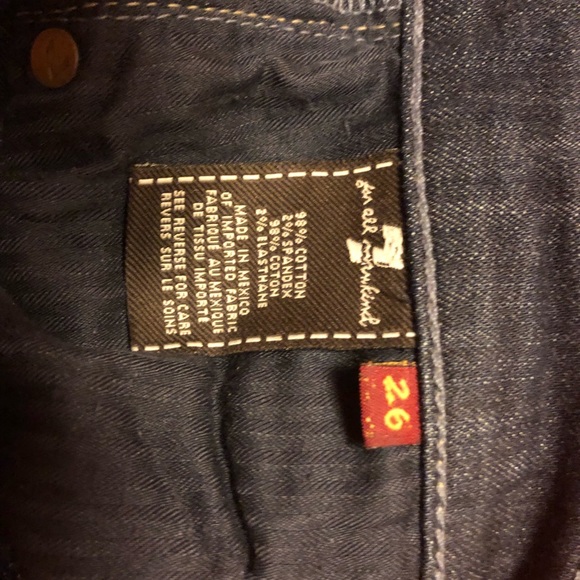 7
for all mankind
98% COTTON
2% SPANDEX
98% COTON
2% ELASTHANE
MADE IN MEXICO
OF IMPORTED FABRIC
FABRIQUE AU MEXIQUE
DE TISSU IMPORTE
SEE REVERSE FOR CARE
REVERS SUR LE SOINS
26